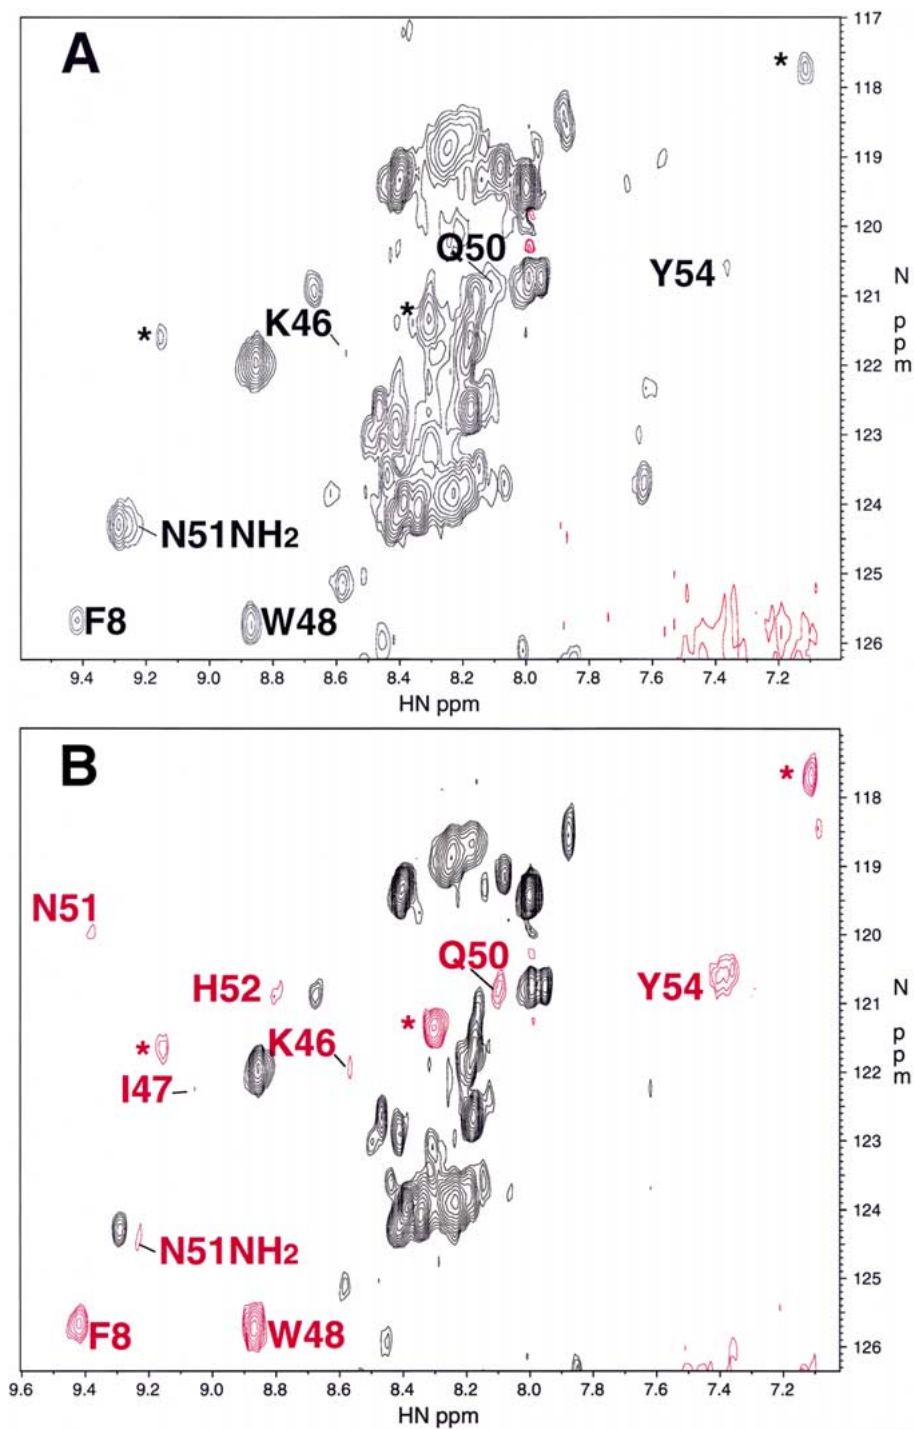 A
*
117
118
119
120
Q50
Y54
N
121
*
K46
*
p
p
m
122
123
124
N51NH2
125
F8
W48
126
9.4 9.2 9.0 8.8 8.6 8.4 8.2 8.0 7.8 7.6 7.4 7.2
HN ppm
B
*
118
119
N51
120
Q50
H52
Y54
N
121
*
*
K46
p
p
m
I47
122
123
124
N51NH2
125
F8
W48
126
9.6 9.4 9.2 9.0 8.8 8.6 8.4 8.2 8.0 7.8 7.6 7.4 7.2
HN ppm